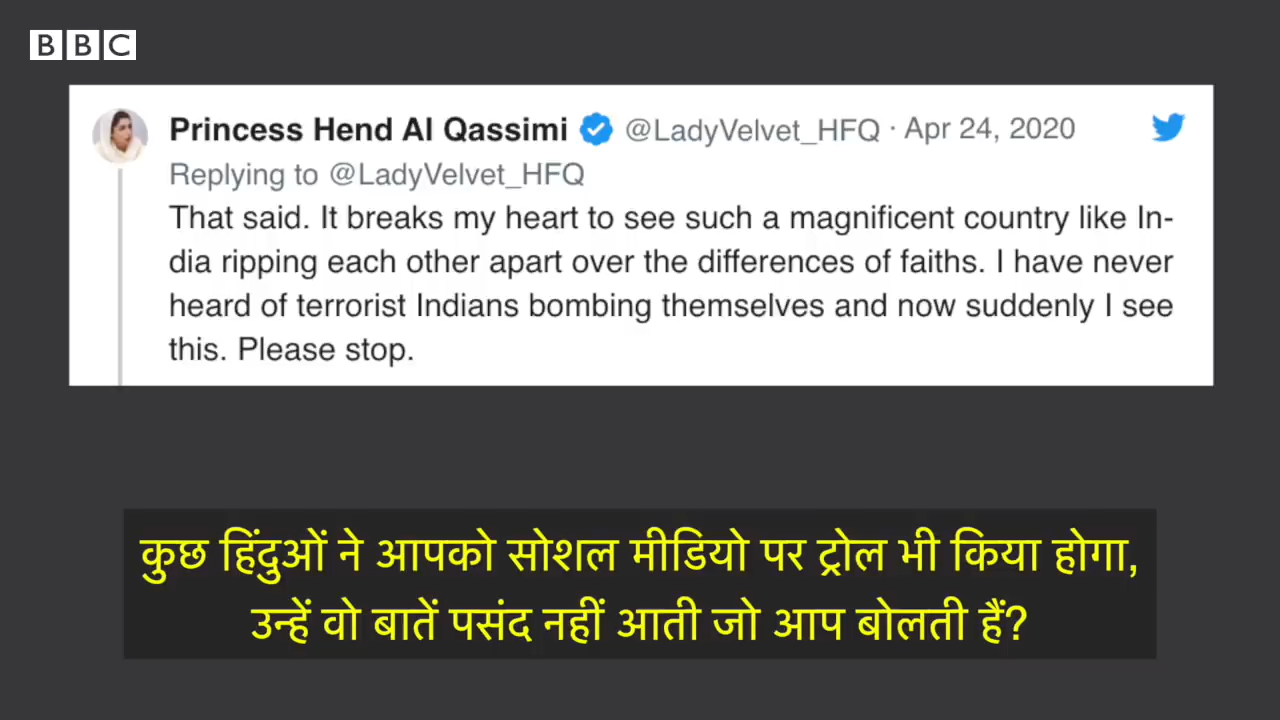 BBC
Princess Hend Al Qassimi @LadyVelvet_HFQ · Apr 24, 2020
Replying to @LadyVelvet_HFQ
That said. It breaks my heart to see such a magnificent country like In-
dia ripping each other apart over the differences of faiths. I have never
heard of terrorist Indians bombing themselves and now suddenly I see
this. Please stop.
कुछ हिंदुओं ने आपको सोशल मीडियो पर ट्रोल भी किया होगा,
उन्हें वो बातें पसंद नहीं आती जो आप बोलती हैं?